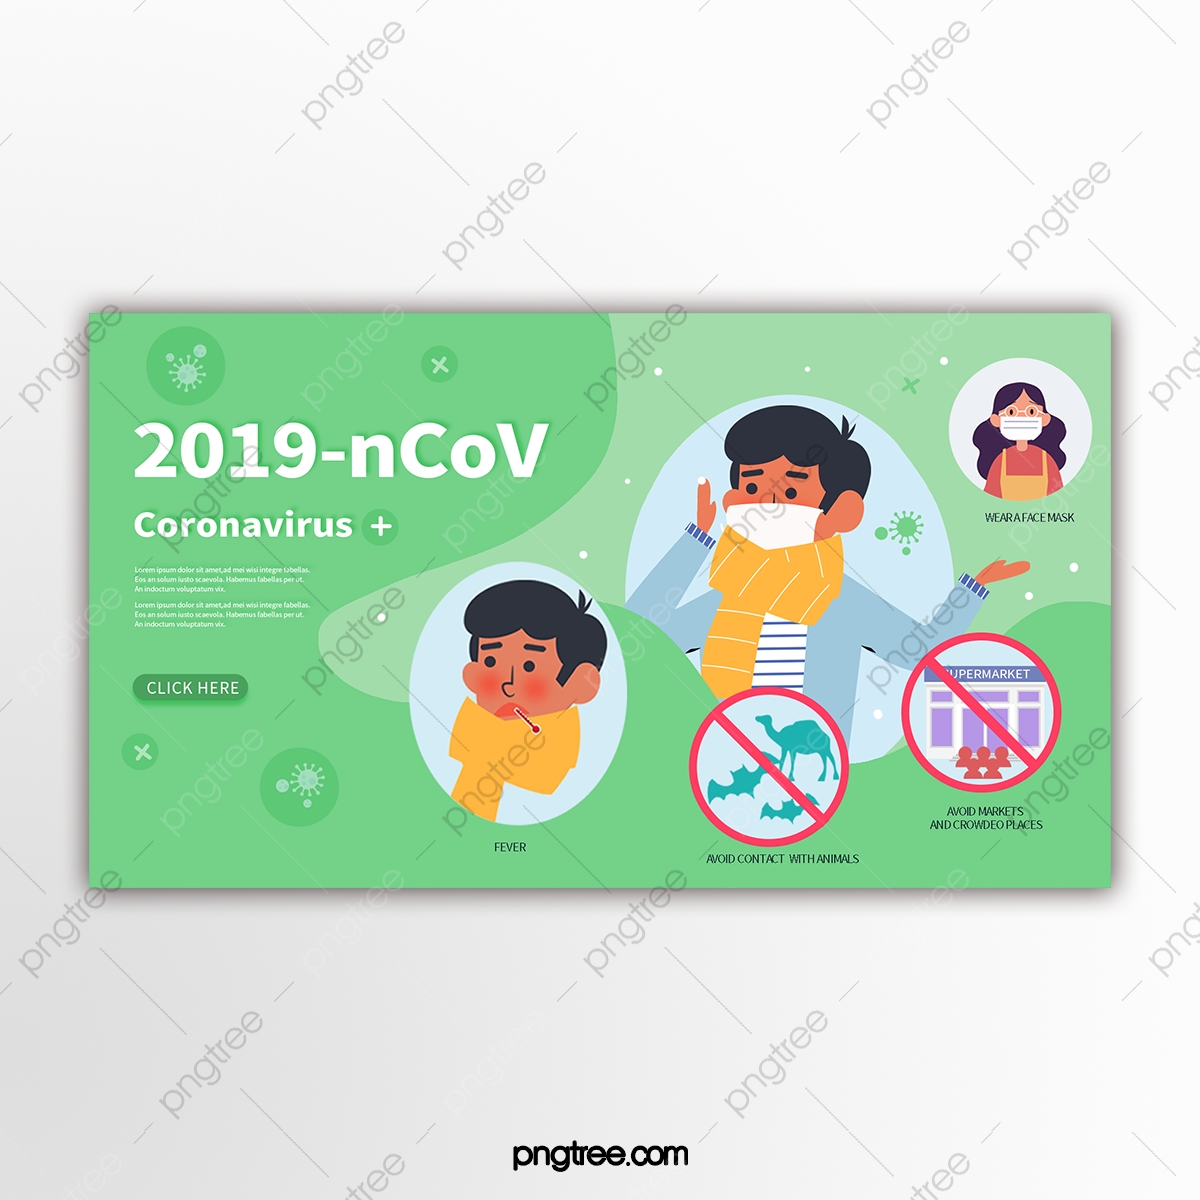 2019-nCoV
Coronavirus +
Lorem ipsum dolor sit amet,ad mei wisi integre fabellas.
Eos an solum iusto scaevola. Habemus fabellas per ut.
An indoctum voluptatum vix.
Lorem ipsum dolor sit amet,ad mei wisi integre fabellas.
Eos an solum iusto scaevola. Habemus fabellas per ut.
An indoctum voluptatum vix.
CLICK HERE
FEVER
WEAR A FACE MASK
SUPERMARKET
AVOID CONTACT WITH ANIMALS
AVOID MARKETS
AND CROWDEO PLACES
pngtree
pngtree.com